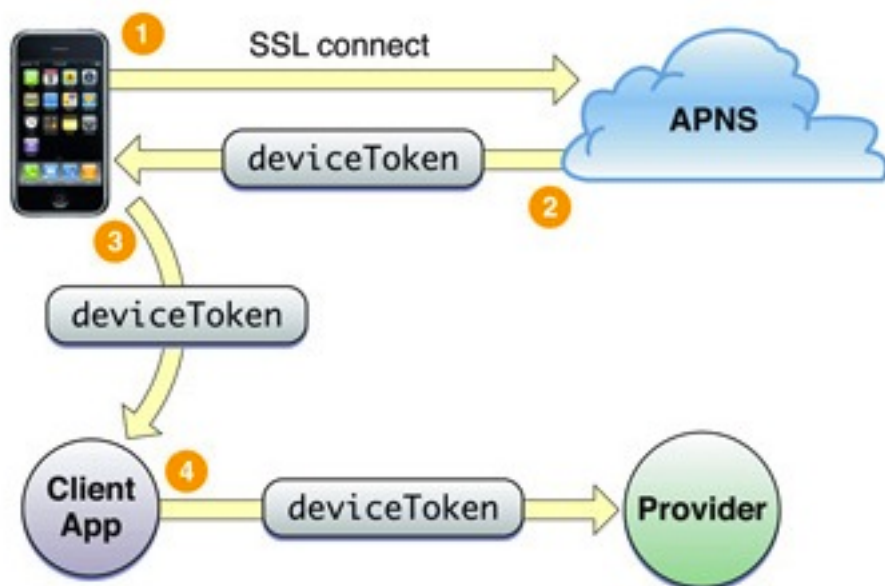 1
SSL connect
APNS
deviceToken
2
3
deviceToken
4
Client
App
deviceToken
Provider